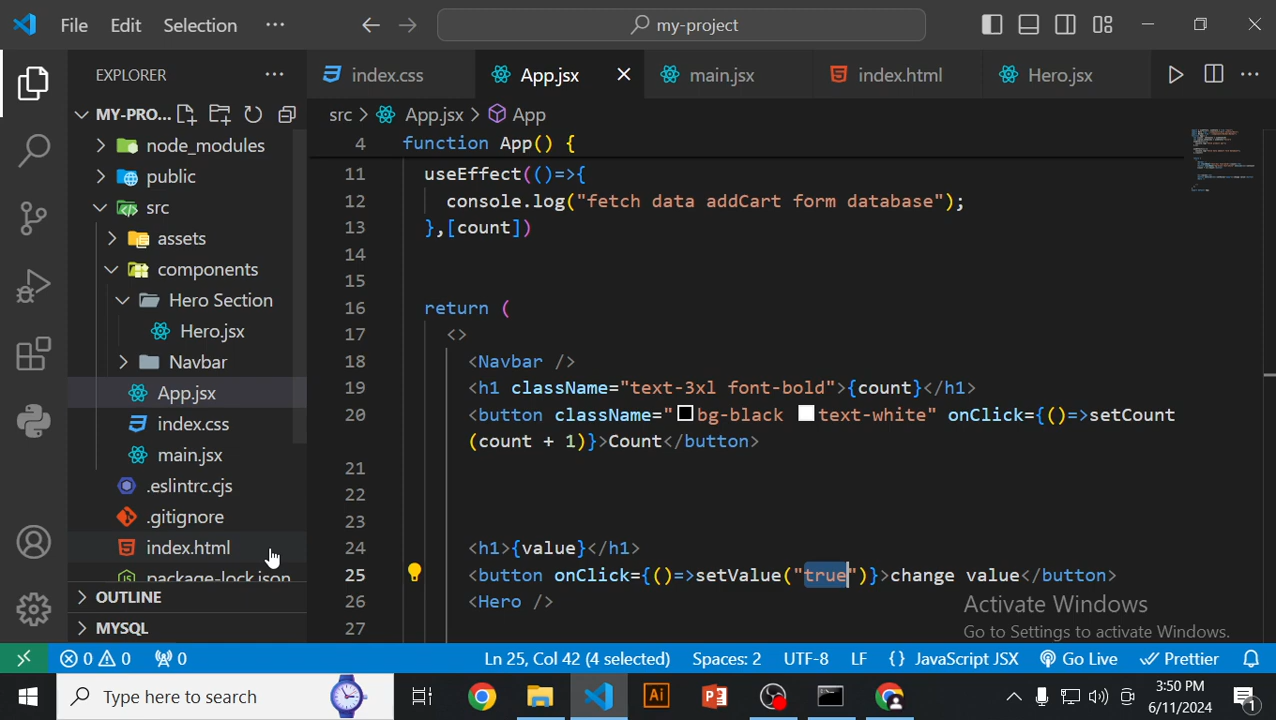 File Edit Selection ···
my-project
EXPLORER ···
MY-PRO...
node_modules
public
src
assets
components
Hero Section
Hero.jsx
Navbar
App.jsx
index.css
main.jsx
.eslintrc.cjs
.gitignore
index.html
package-lock.json
OUTLINE
MYSQL
index.css App.jsx main.jsx index.html Hero.jsx
src > App.jsx > App
4 function App() {
11 useEffect(()=>{
12 console.log("fetch data addCart form database");
13 },[count])
14
15
16 return (
17 <>
18 <Navbar />
19 <h1 className="text-3xl font-bold">{count}</h1>
20 <button className="bg-black text-white" onClick={()=>setCount
(count + 1)}>Count</button>
21
22
23
24 <h1>{value}</h1>
25 <button onClick={()=>setValue("true")}>change value</button>
26 <Hero />
27
Activate Windows
Go to Settings to activate Windows.
0 0 0 Ln 25, Col 42 (4 selected) Spaces: 2 UTF-8 LF {} JavaScript JSX Go Live Prettier
Type here to search
Ai
3:50 PM
6/11/2024
1